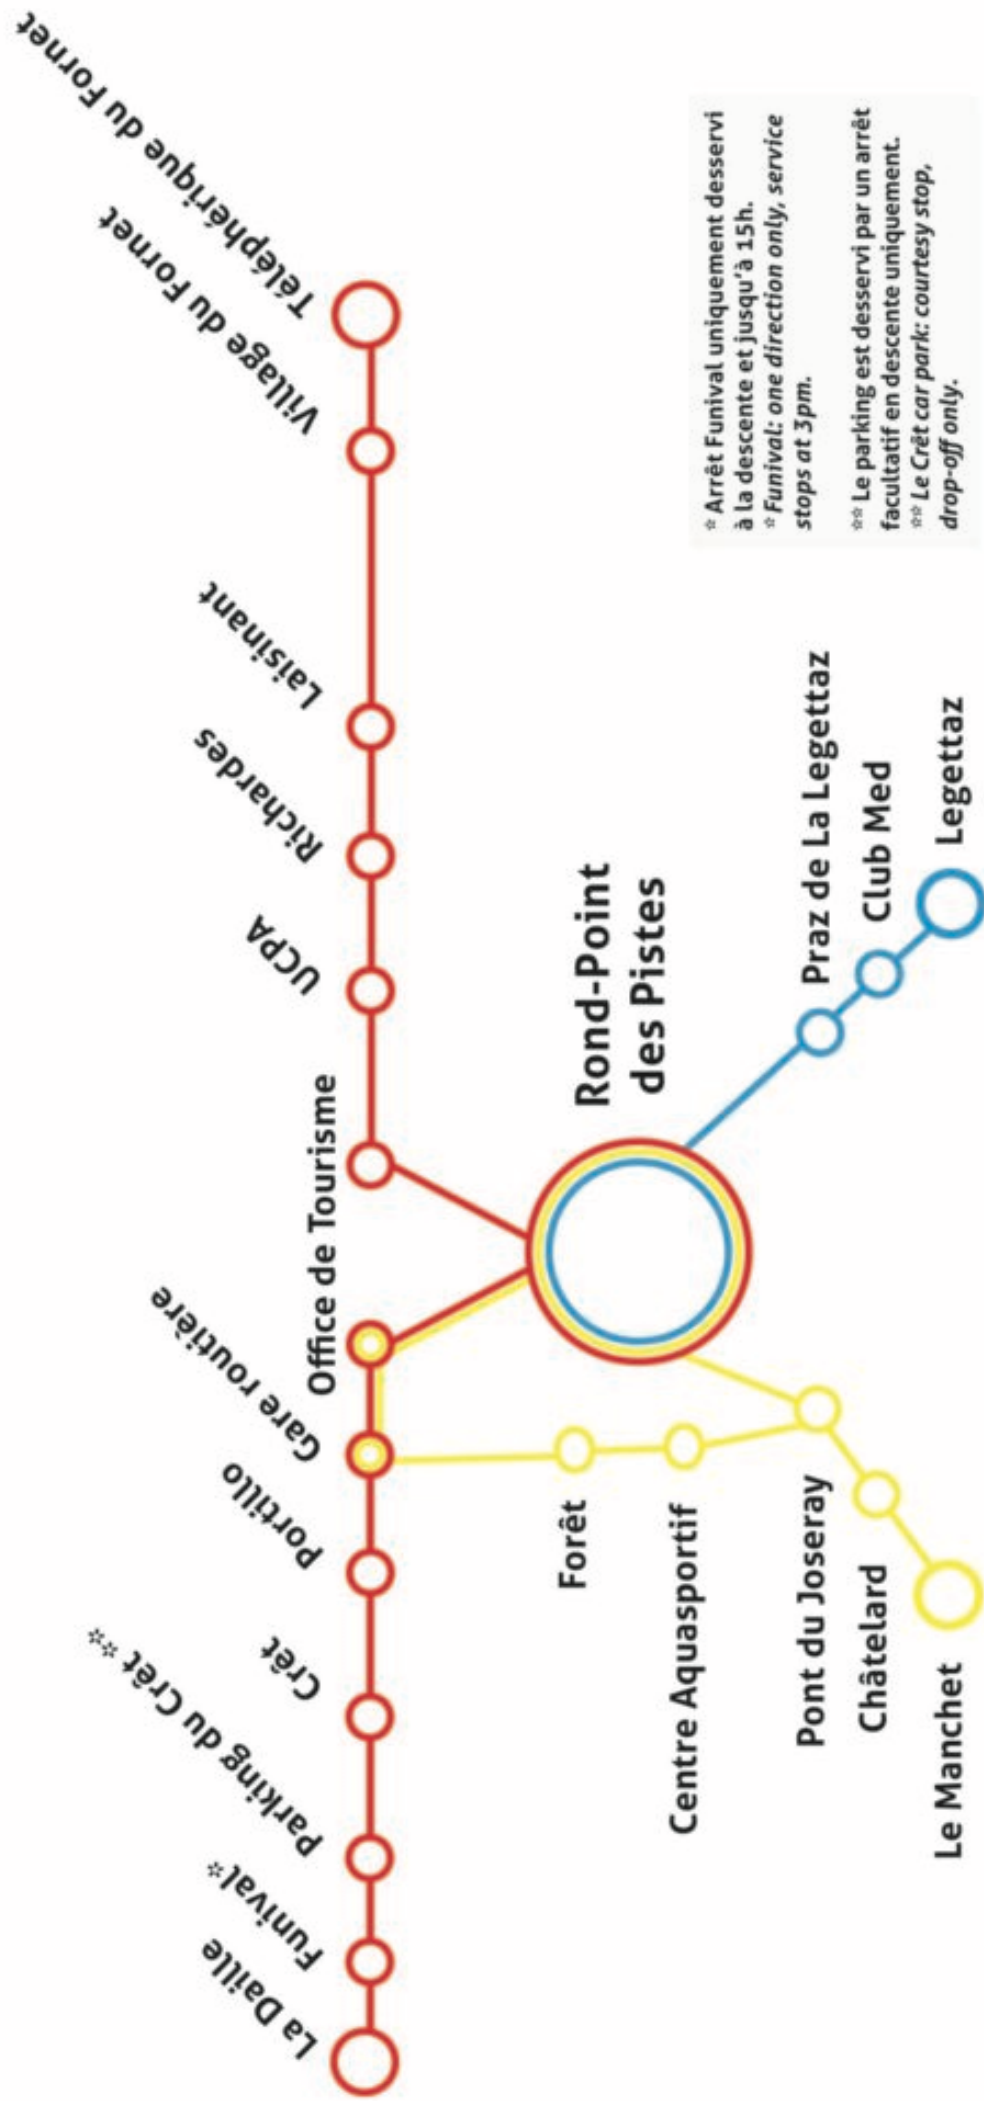 La Daille
Funival*
Parking du Crêt **
Crêt
Portillo
Gare routière
Office de Tourisme
UCPA
Richardes
Laisinant
Village du Fornet
Téléphérique du Fornet
Rond-Point
des Pistes
Forêt
Centre Aquasportif
Pont du Joseray
Châtelard
Le Manchet
Praz de La Legettaz
Club Med
Legettaz
* Arrêt Funival uniquement desservi
à la descente et jusqu'à 15h.
* Funival: one direction only, service
stops at 3pm.
** Le parking est desservi par un arrêt
facultatif en descente uniquement.
** Le Crêt car park: courtesy stop,
drop-off only.